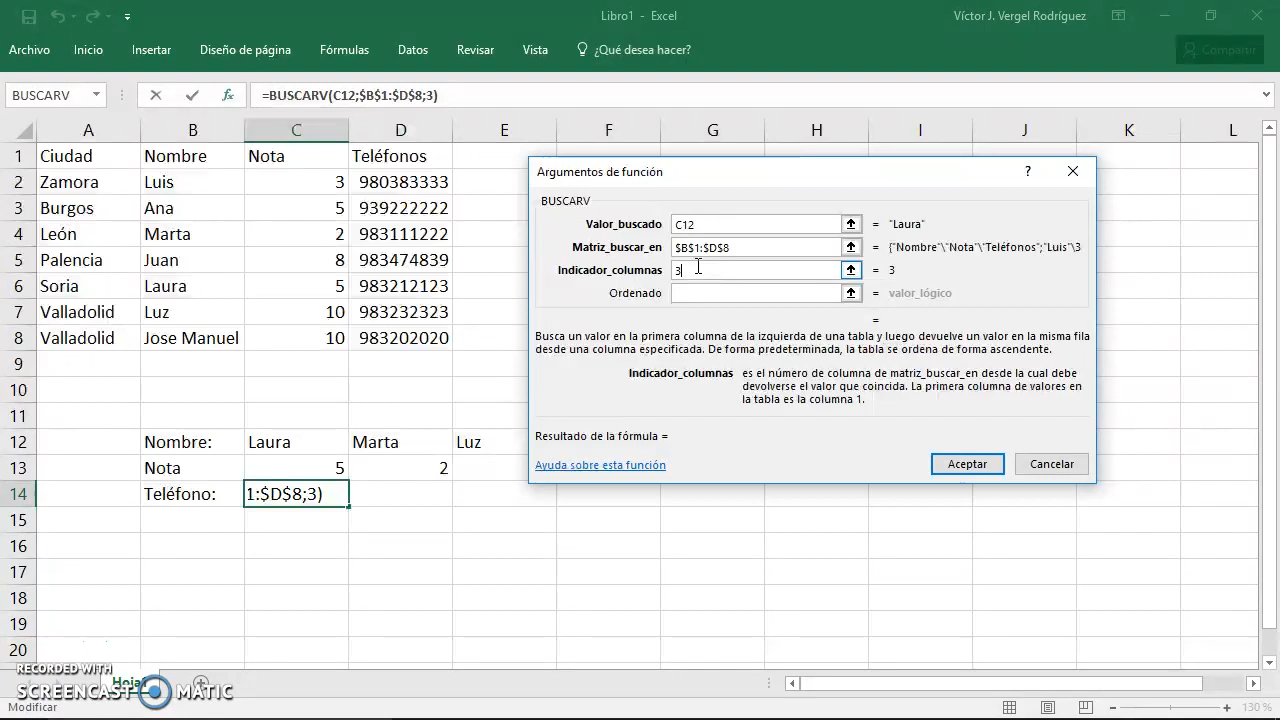 Libro1 - Excel
Víctor J. Vergel Rodríguez
Archivo Inicio Insertar Diseño de página Fórmulas Datos Revisar Vista ¿Qué desea hacer? Compartir
BUSCARV fx =BUSCARV(C12;$B$1:$D$8;3)
A B C D E F G H I J K L
1 Ciudad Nombre Nota Teléfonos
2 Zamora Luis 3 980383333
3 Burgos Ana 5 939222222
4 León Marta 2 983111222
5 Palencia Juan 8 983474839
6 Soria Laura 5 983212123
7 Valladolid Luz 10 983232323
8 Valladolid Jose Manuel 10 983202020
9
10
11
12 Nombre: Laura Marta Luz
13 Nota 5 2
14 Teléfono: 1:$D$8;3)
15
16
17
18
19
20
Argumentos de función ?
BUSCARV
Valor_buscado C12 = "Laura"
Matriz_buscar_en $B$1:$D$8 = {"Nombre"\"Nota"\"Teléfonos";"Luis"\3
Indicador_columnas 3 = 3
Ordenado = valor_lógico
=
Busca un valor en la primera columna de la izquierda de una tabla y luego devuelve un valor en la misma fila
desde una columna especificada. De forma predeterminada, la tabla se ordena de forma ascendente.
Indicador_columnas es el número de columna de matriz_buscar_en desde la cual debe
devolverse el valor que coincida. La primera columna de valores en
la tabla es la columna 1.
Resultado de la fórmula =
Ayuda sobre esta función Aceptar Cancelar
RECORDED WITH
SCREENCAST MATIC
Modificar 130 %